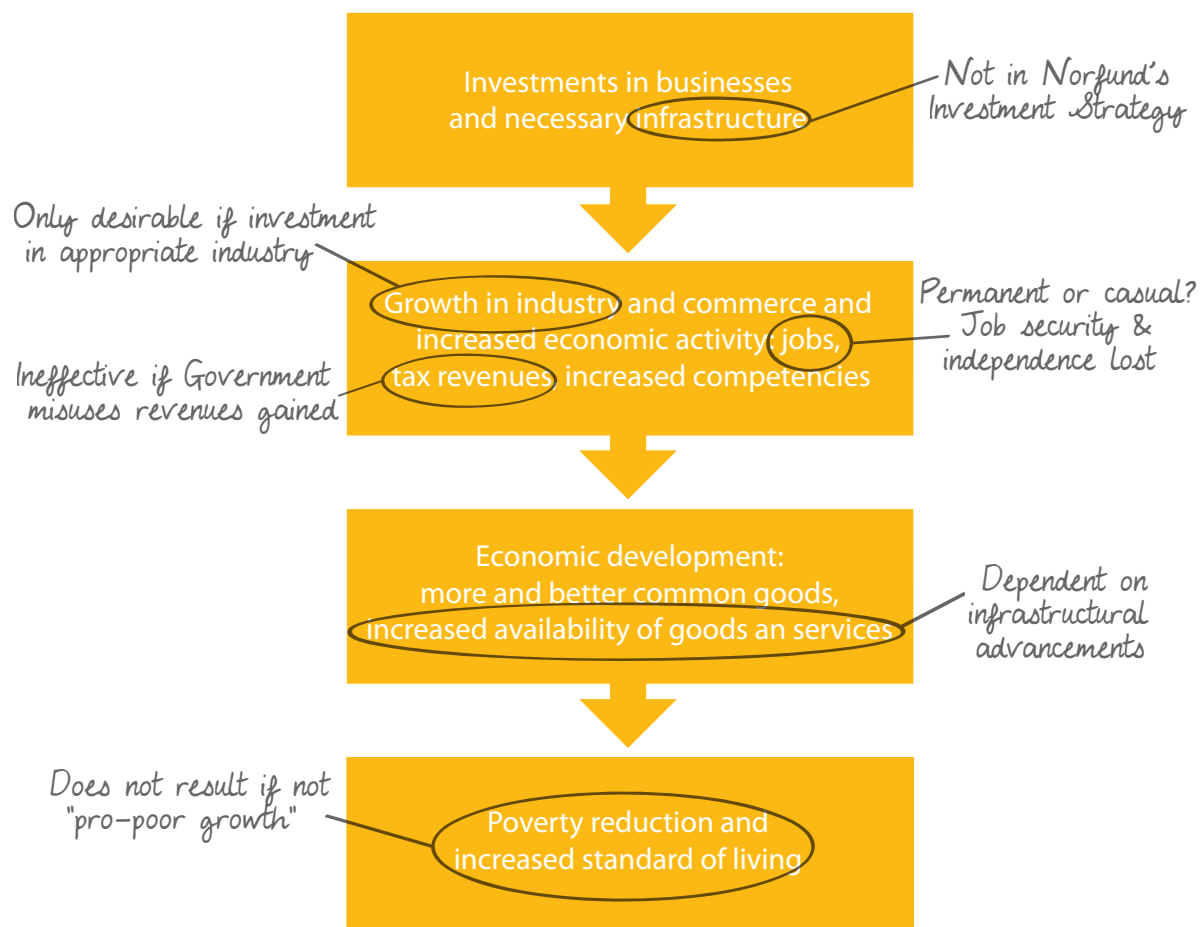 Investments in businesses
and necessary infrastructure
Not in Norfund's
Investment Strategy
Only desirable if investment
in appropriate industry
Growth in industry and commerce and
increased economic activity: jobs,
tax revenues, increased competencies
Permanent or casual?
Job security &
independence Lost
Ineffective if Government
misuses revenues gained
Economic development:
more and better common goods,
increased availability of goods an services
Dependent on
infrastructural
advancements
Does not result if not
"pro-poor growth"
Poverty reduction and
increased standard of living